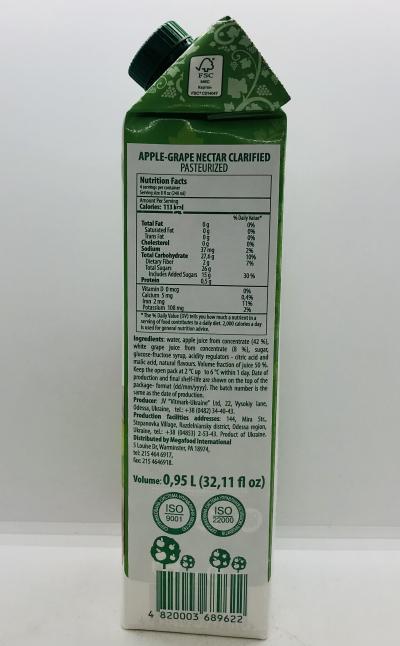 FSC
MIX
Картон
FSC® C014047
APPLE-GRAPE NECTAR CLARIFIED
PASTEURIZED
Nutrition Facts
4 servings per container
Serving size 8 fl oz (240 ml)
Amount Per Serving
Calories: 113 kcal
% Daily Value*
Total Fat 0 g 0%
Saturated Fat 0 g 0%
Trans Fat 0 g 0%
Cholesterol 0 g 0%
Sodium 37 mg 2%
Total Carbohydrate 27,6 g 10%
Dietary Fiber 2 g 7%
Total Sugars 26 g
Includes Added Sugars 15 g 30 %
Protein 0,5 g
Vitamin D 0 mcg 0%
Calcium 5 mg 0,4%
Iron 2 mg 11%
Potassium 108 mg 2%
* The % Daily Value (DV) tells you how much a nutrient in a
serving of food contributes to a daily diet. 2,000 calories a day
is used for general nutrition advice.
Ingredients: water, apple juice from concentrate (42 %),
white grape juice from concentrate (8 %), sugar,
glucose-fructose syrup, acidity regulators - citric acid and
malic acid, natural flavours. Volume fraction of juice 50 %.
Keep the open pack at 2 °C up to 6 °C within 1 day. Date of
production and final shelf-life are shown on the top of the
package- format (dd/mm/yyyy). The batch number is the
same as the date of production.
Producer: JV "Vitmark-Ukraine" Ltd, 22, Vysokiy lane,
Odessa, Ukraine, tel.: +38 (0482) 34-40-43.
Production facilities addresses: 144, Mira Str.,
Stepanovka Village, Rozdelniansky district, Odessa region,
Ukraine, tel.: +38 (04853) 2-53-43. Product of Ukraine.
Distributed by Megafood International
5 Louise Dr, Warminster, PA 18974,
tel: 215 464 6917,
fax: 215 4646918.
Volume: 0,95 L (32,11 fl oz)
ISO
9001
ISO
22000
4 820003 689622